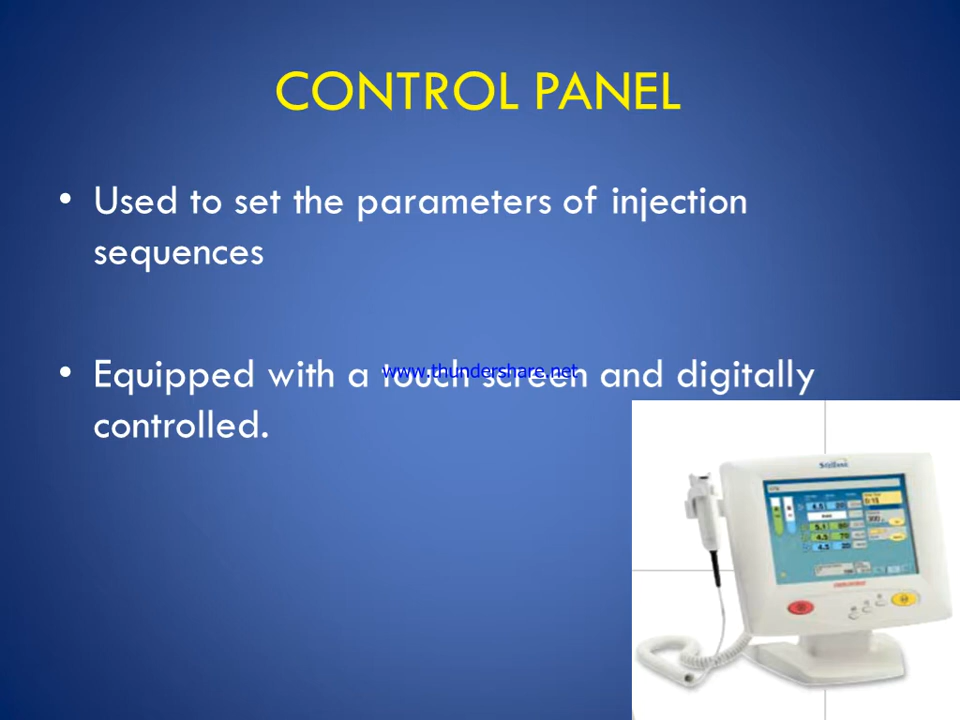 CONTROL PANEL
• Used to set the parameters of injection
sequences
• Equipped with a touch screen and digitally
www.thundershare.net
controlled.